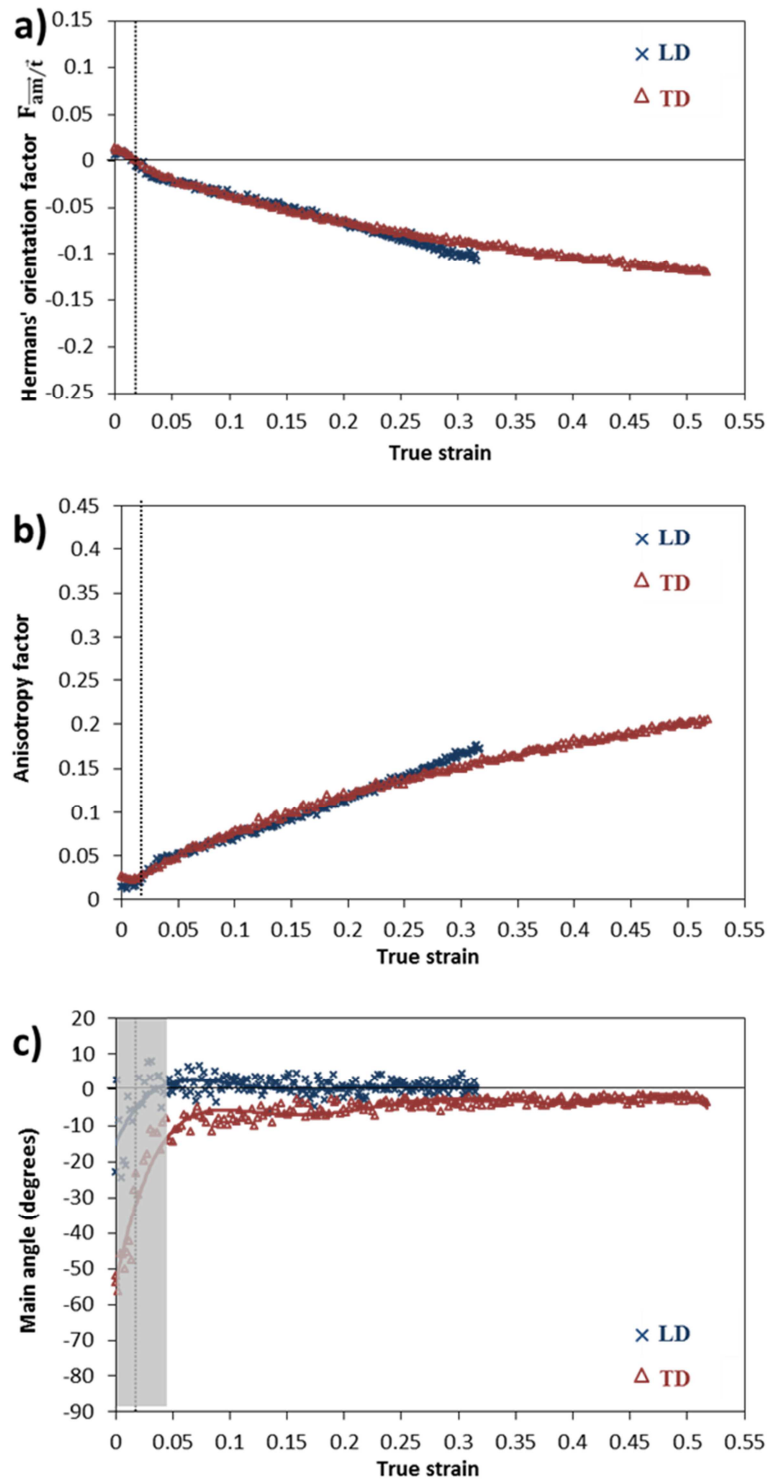 a)
Hermans' orientation factor F am/t
0.15
0.1
0.05
0
-0.05
-0.1
-0.15
-0.2
-0.25
× LD
△ TD
0 0.05 0.1 0.15 0.2 0.25 0.3 0.35 0.4 0.45 0.5 0.55
True strain
b)
Anisotropy factor
0.45
0.4
0.35
0.3
0.25
0.2
0.15
0.1
0.05
0
× LD
△ TD
0 0.05 0.1 0.15 0.2 0.25 0.3 0.35 0.4 0.45 0.5 0.55
True strain
c)
Main angle (degrees)
20
10
0
-10
-20
-30
-40
-50
-60
-70
-80
-90
× LD
△ TD
0 0.05 0.1 0.15 0.2 0.25 0.3 0.35 0.4 0.45 0.5 0.55
True strain